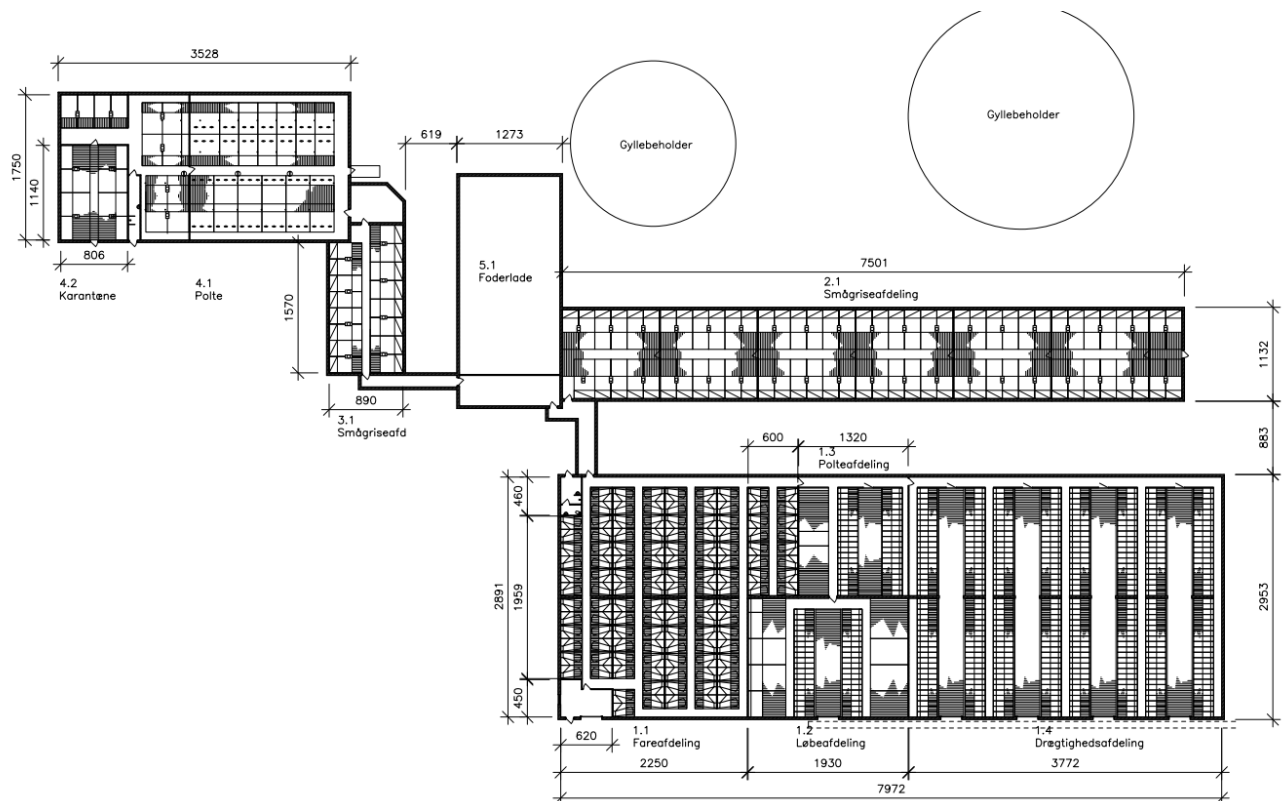 3528
619
1273
Gyllebeholder
Gyllebeholder
1750
1140
806
4.2
Karantæne
4.1
Polte
5.1
Foderlade
7501
2.1
Smågriseafdeling
1570
1132
890
3.1
Smågriseafd
883
600
1320
1.3
Polteafdeling
460
2891
1959
2953
450
620
1.1
Fareafdeling
1.2
Løbeafdeling
1.4
Drægtighedsafdeling
2250
1930
3772
7972